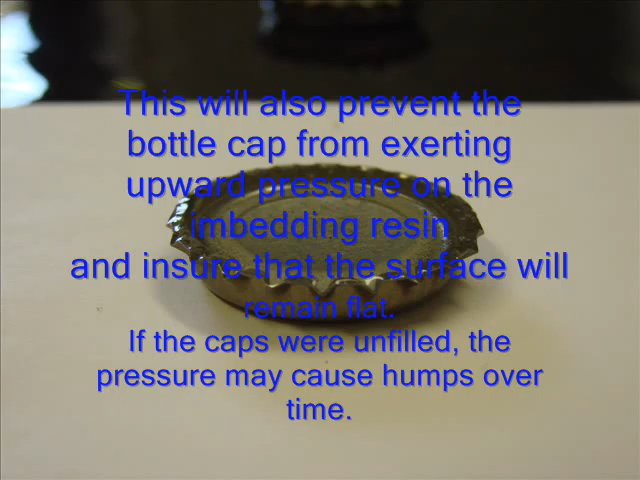 This will also prevent the
bottle cap from exerting
upward pressure on the
imbedding resin
and insure that the surface will
remain flat.
If the caps were unfilled, the
pressure may cause humps over
time.